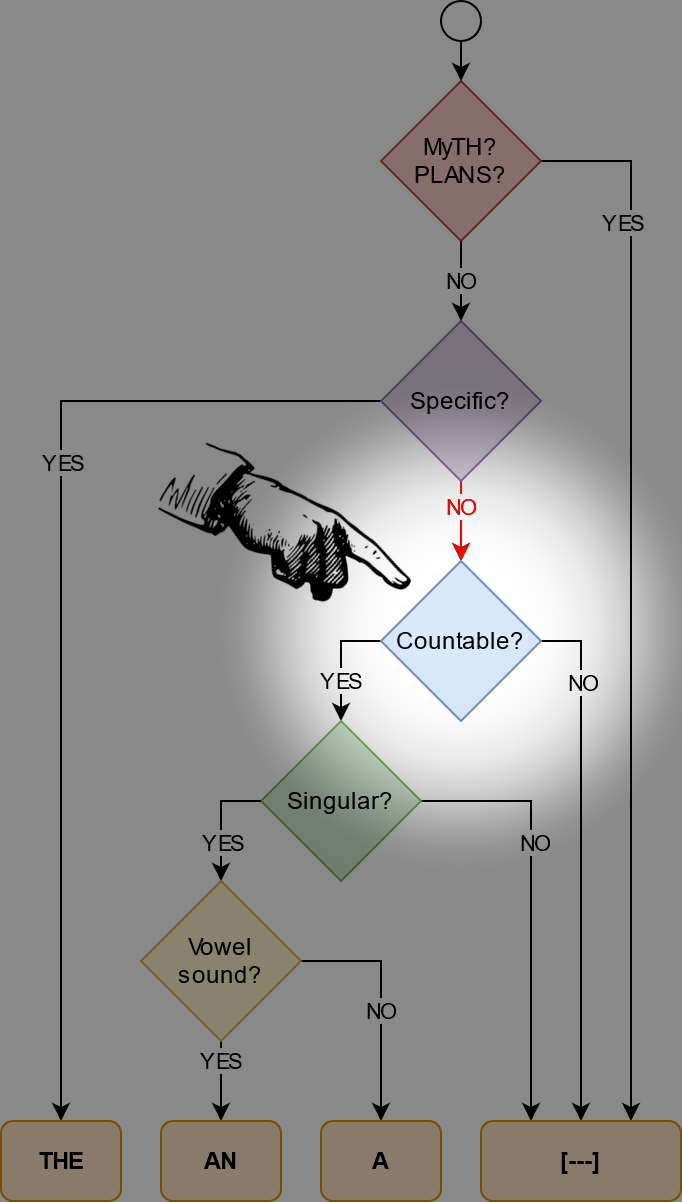 MyTH?
PLANS?
YES
NO
Specific?
YES
NO
Countable?
YES
NO
Singular?
YES
NO
Vowel
sound?
NO
YES
THE
AN
A
[---]